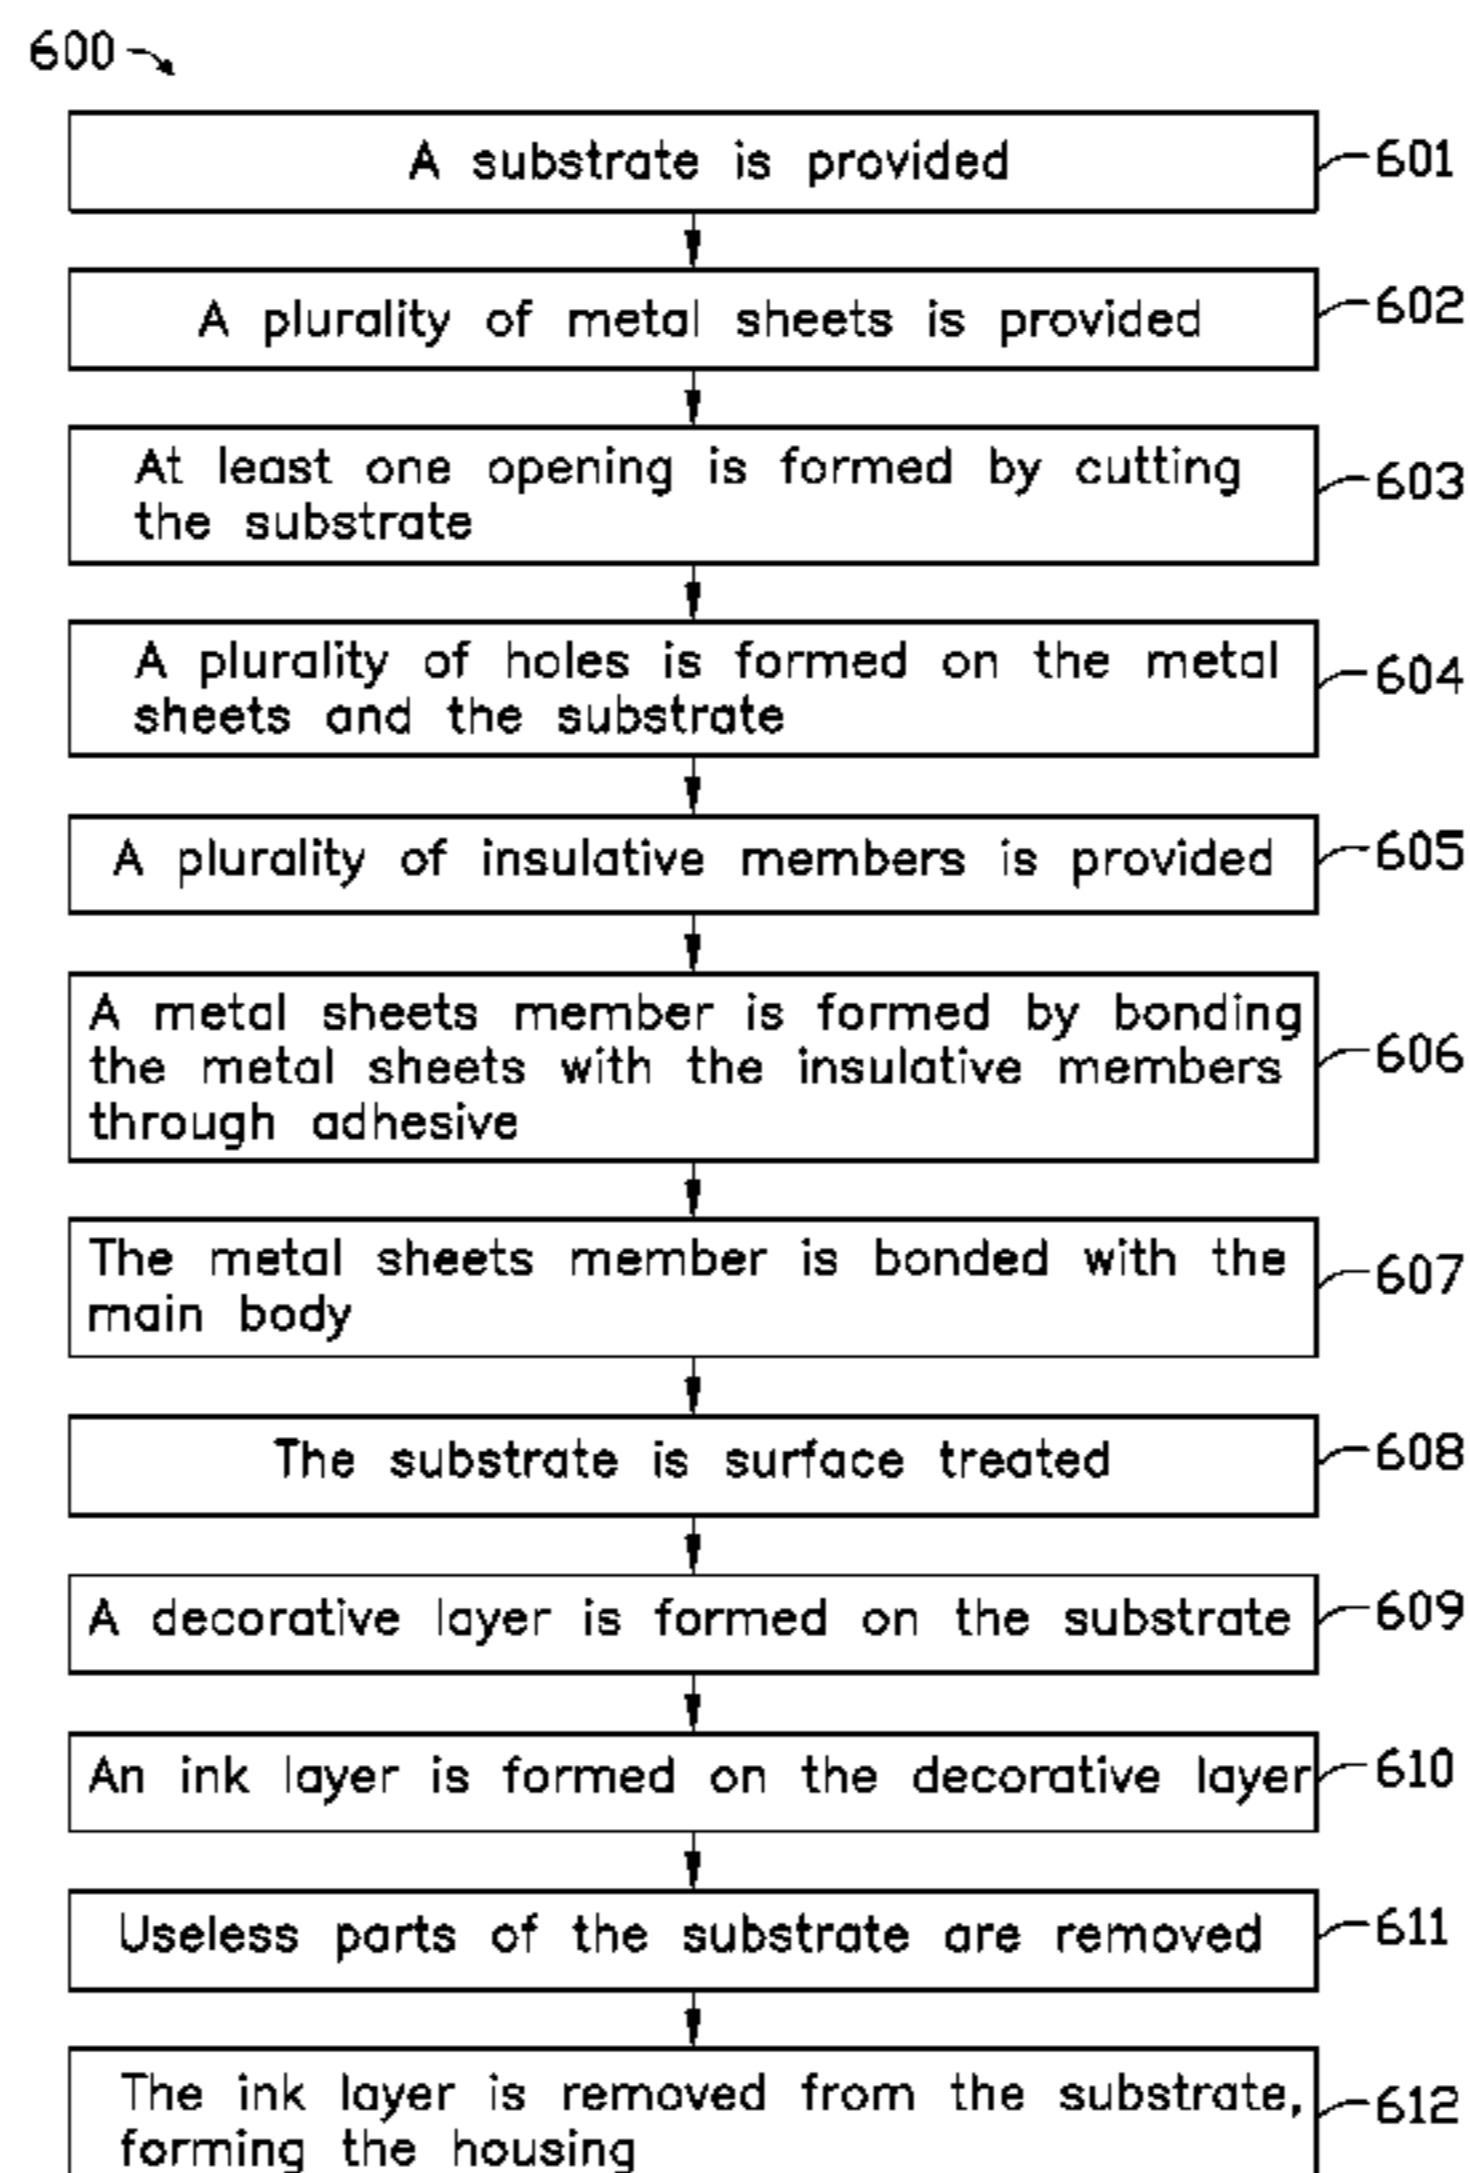 600
A substrate is provided
601
A plurality of metal sheets is provided
602
At least one opening is formed by cutting
the substrate
603
A plurality of holes is formed on the metal
sheets and the substrate
604
A plurality of insulative members is provided
605
A metal sheets member is formed by bonding
the metal sheets with the insulative members
through adhesive
606
The metal sheets member is bonded with the
main body
607
The substrate is surface treated
608
A decorative layer is formed on the substrate
609
An ink layer is formed on the decorative layer
610
Useless parts of the substrate are removed
611
The ink layer is removed from the substrate,
forming the housing
612